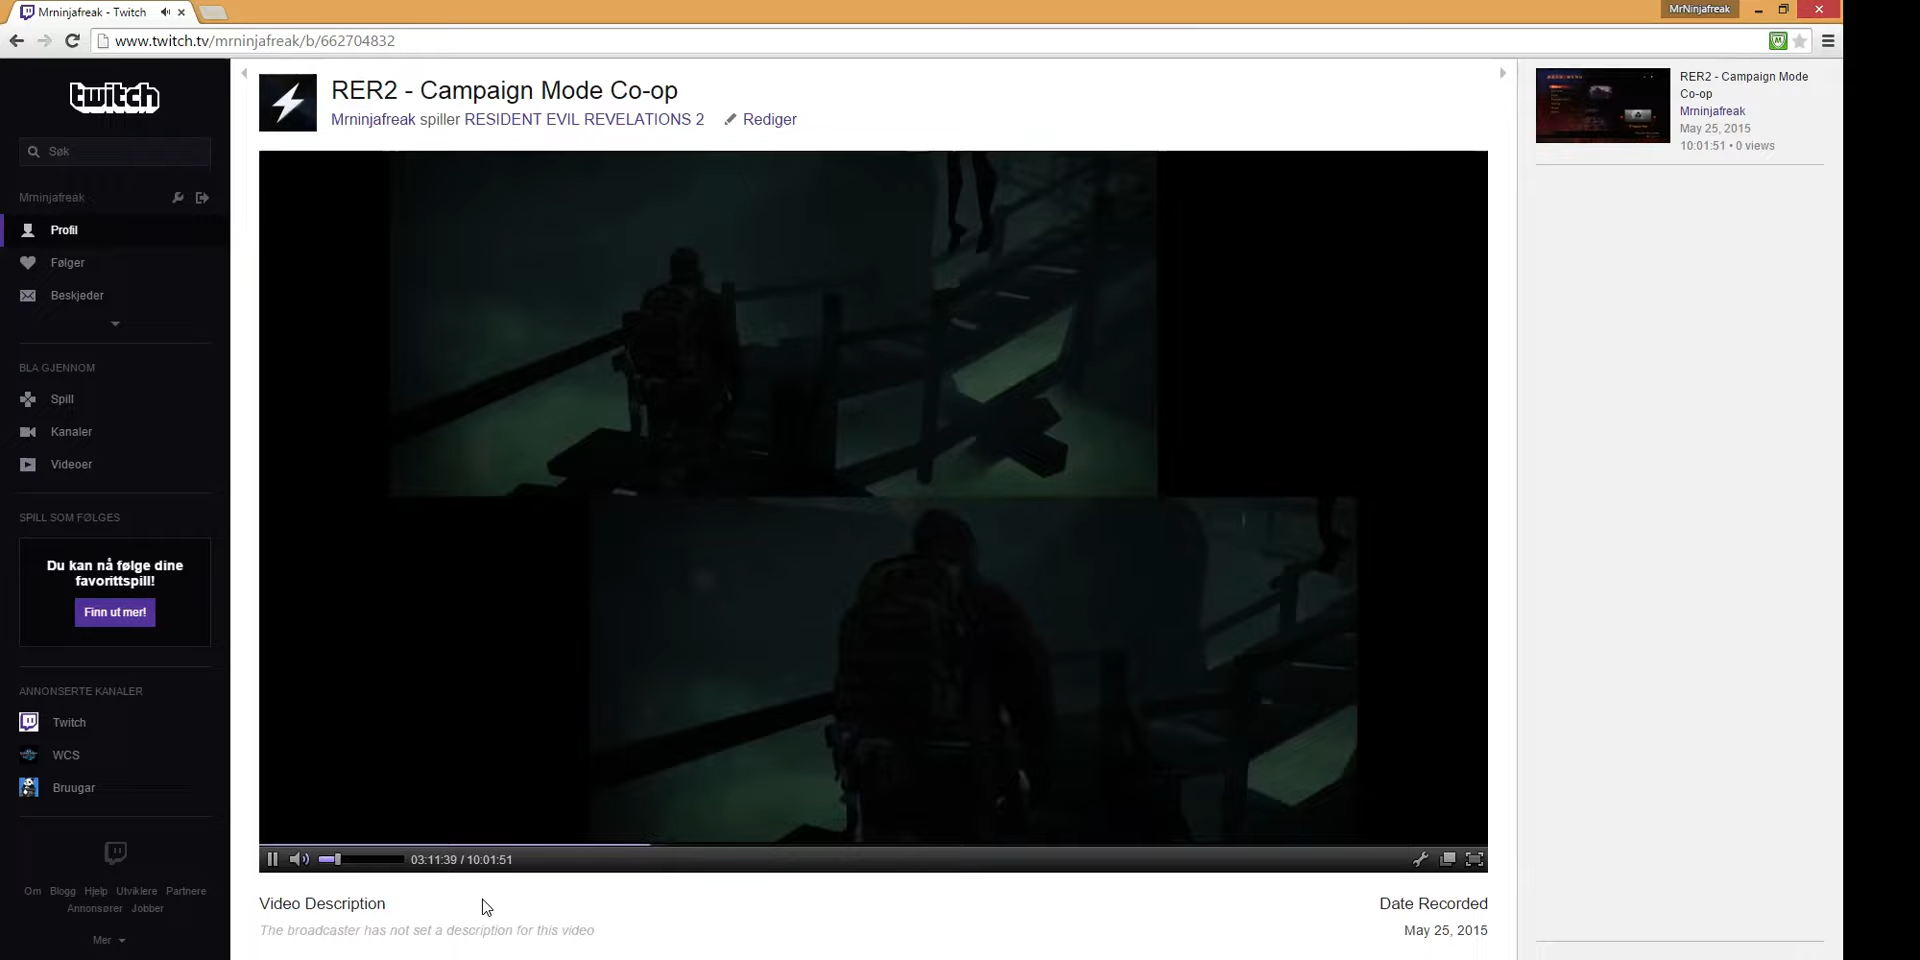 Mrninjafreak - Twitch
MrNinjafreak
www.twitch.tv/mrninjafreak/b/662704832
twitch
Søk
Mrninjafreak
Profil
Følger
Beskjeder
BLA GJENNOM
Spill
Kanaler
Videoer
SPILL SOM FØLGES
Du kan nå følge dine
favorittspill!
Finn ut mer!
ANNONSERTE KANALER
Twitch
WCS
Bruugar
Om Blogg Hjelp Utviklere Partnere
Annonsører Jobber
Mer
RER2 - Campaign Mode Co-op
Mrninjafreak spiller RESIDENT EVIL REVELATIONS 2 Rediger
03:11:39 / 10:01:51
Video Description
The broadcaster has not set a description for this video
Date Recorded
May 25, 2015
RER2 - Campaign Mode
Co-op
Mrninjafreak
May 25, 2015
10:01:51 • 0 views